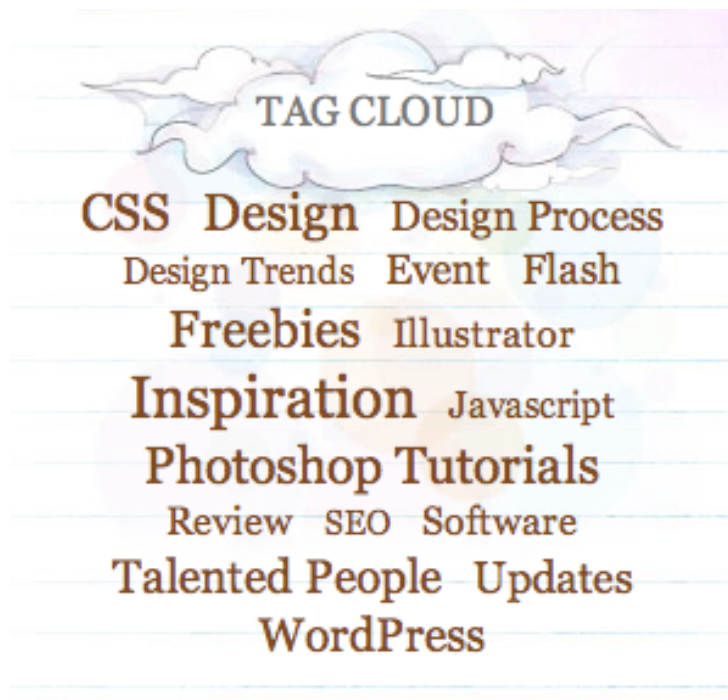 TAG CLOUD
CSS Design Design Process
Design Trends Event Flash
Freebies Illustrator
Inspiration Javascript
Photoshop Tutorials
Review SEO Software
Talented People Updates
WordPress